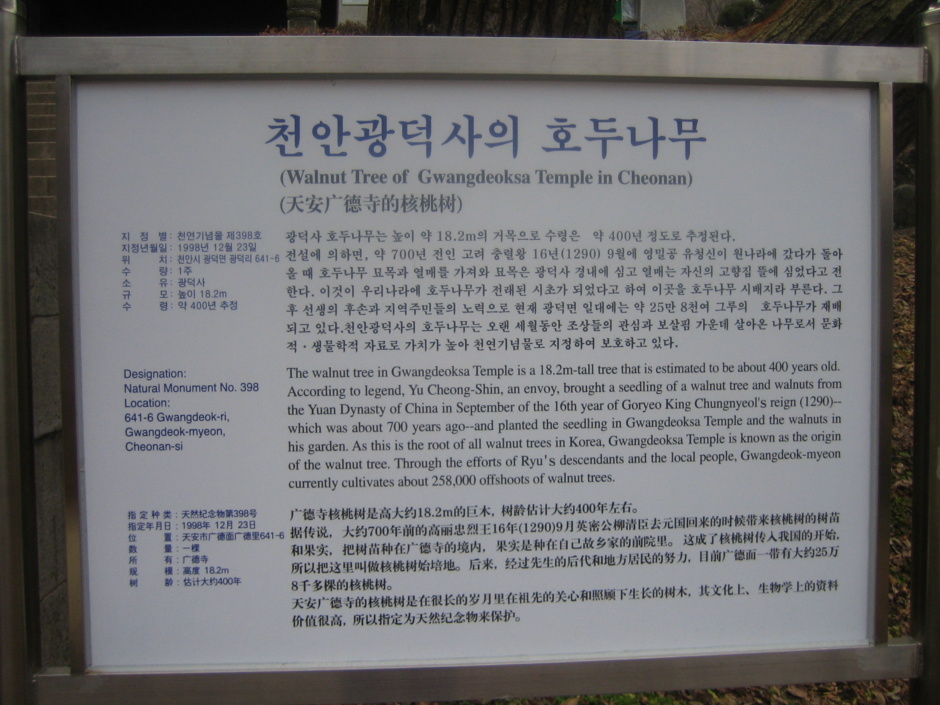 천안광덕사의 호두나무
(Walnut Tree of Gwangdeoksa Temple in Cheonan)
(天安广德寺的核桃树)
지 정 별 : 천연기념물 제398호
지정년월일 : 1998년 12월 23일
위 치 : 천안시 광덕면 광덕리 641-6
수 량 : 1주
소 유 : 광덕사
규 모 : 높이 18.2m
수 령 : 약 400년 추정
광덕사 호두나무는 높이 약 18.2m의 거목으로 수령은 약 400년 정도로 추정된다.
전설에 의하면, 약 700년 전인 고려 충렬왕 16년(1290) 9월에 영밀공 유청신이 원나라에 갔다가 돌아
올 때 호두나무 묘목과 열매를 가져와 묘목은 광덕사 경내에 심고 열매는 자신의 고향집 뜰에 심었다고 전
한다. 이것이 우리나라에 호두나무가 전래된 시초가 되었다고 하여 이곳을 호두나무 시배지라 부른다. 그
후 선생의 후손과 지역주민들의 노력으로 현재 광덕면 일대에는 약 25만 8천여 그루의 호두나무가 재배
되고 있다.천안광덕사의 호두나무는 오랜 세월동안 조상들의 관심과 보살핌 가운데 살아온 나무로서 문화
적·생물학적 자료로 가치가 높아 천연기념물로 지정하여 보호하고 있다.
Designation:
Natural Monument No. 398
Location:
641-6 Gwangdeok-ri,
Gwangdeok-myeon,
Cheonan-si
The walnut tree in Gwangdeoksa Temple is a 18.2m-tall tree that is estimated to be about 400 years old.
According to legend, Yu Cheong-Shin, an envoy, brought a seedling of a walnut tree and walnuts from
the Yuan Dynasty of China in September of the 16th year of Goryeo King Chungnyeol's reign (1290)--
which was about 700 years ago--and planted the seedling in Gwangdeoksa Temple and the walnuts in
his garden. As this is the root of all walnut trees in Korea, Gwangdeoksa Temple is known as the origin
of the walnut tree. Through the efforts of Ryu's descendants and the local people, Gwangdeok-myeon
currently cultivates about 258,000 offshoots of walnut trees.
指 定 种 类 : 天然纪念物第398号
指定年月日 : 1998年 12月 23日
位 置 : 天安市广德面广德里641-6
数 量 : 一棵
所 有 : 广德寺
规 模 : 高度 18.2m
树 龄 : 估计大约400年
广德寺核桃树是高大约18.2m的巨木，树龄估计大约400年左右。
据传说，大约700年前的高丽忠烈王16年(1290)9月英密公柳清臣去元国回来的时候带来核桃树的树苗
和果实，把树苗种在广德寺的境内，果实是种在自己故乡家的前院里。 这成了核桃树传入我国的开始,
所以把这里叫做核桃树始培地。后来，经过先生的后代和地方居民的努力，目前广德面一带有大约25万
8千多棵的核桃树。
天安广德寺的核桃树是在很长的岁月里在祖先的关心和照顾下生长的树木，其文化上、生物学上的资料
价值很高，所以指定为天然纪念物来保护。